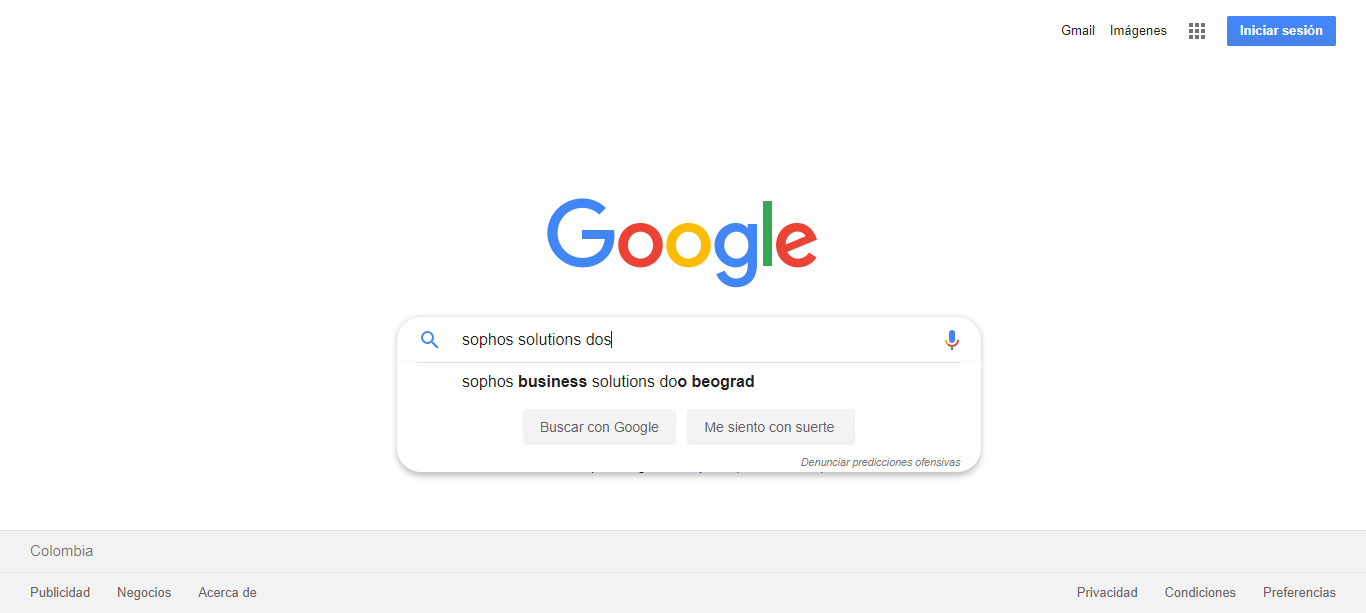 Gmail Imágenes Iniciar sesión
Google
sophos solutions dos
sophos business solutions doo beograd
Buscar con Google Me siento con suerte
Denunciar predicciones ofensivas
Colombia
Publicidad Negocios Acerca de Privacidad Condiciones Preferencias